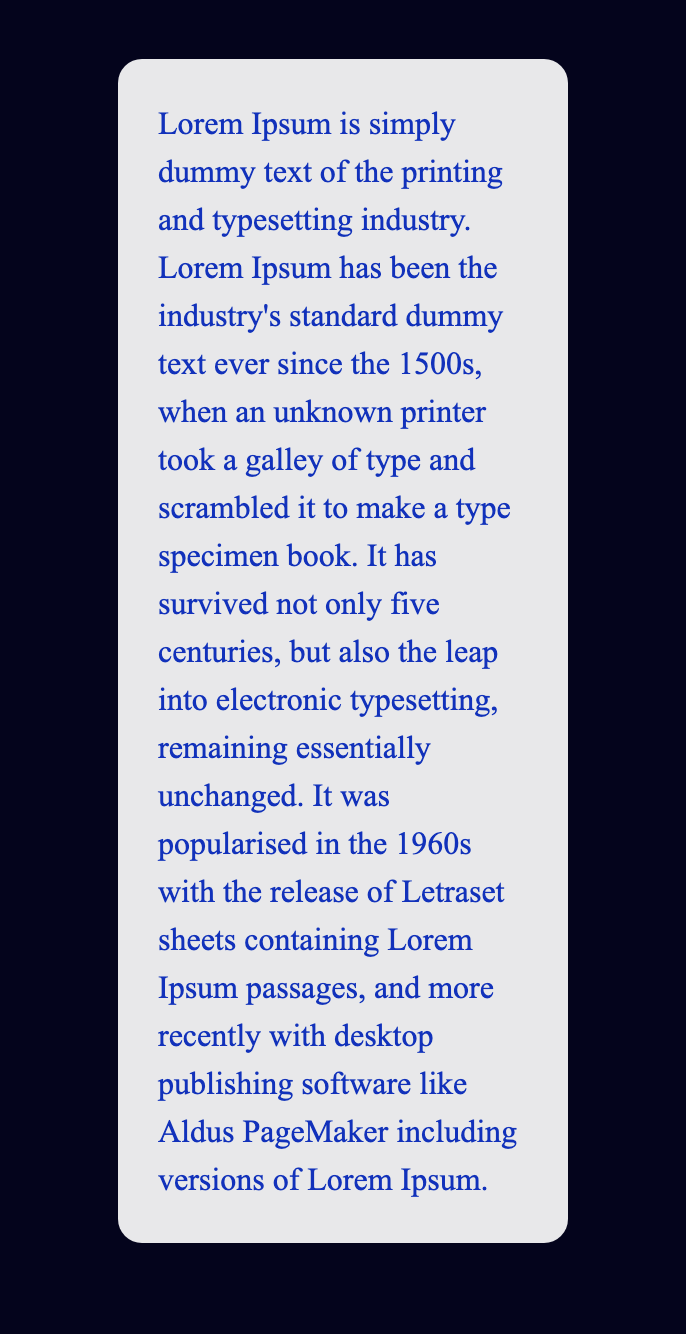 Lorem Ipsum is simply
dummy text of the printing
and typesetting industry.
Lorem Ipsum has been the
industry's standard dummy
text ever since the 1500s,
when an unknown printer
took a galley of type and
scrambled it to make a type
specimen book. It has
survived not only five
centuries, but also the leap
into electronic typesetting,
remaining essentially
unchanged. It was
popularised in the 1960s
with the release of Letraset
sheets containing Lorem
Ipsum passages, and more
recently with desktop
publishing software like
Aldus PageMaker including
versions of Lorem Ipsum.